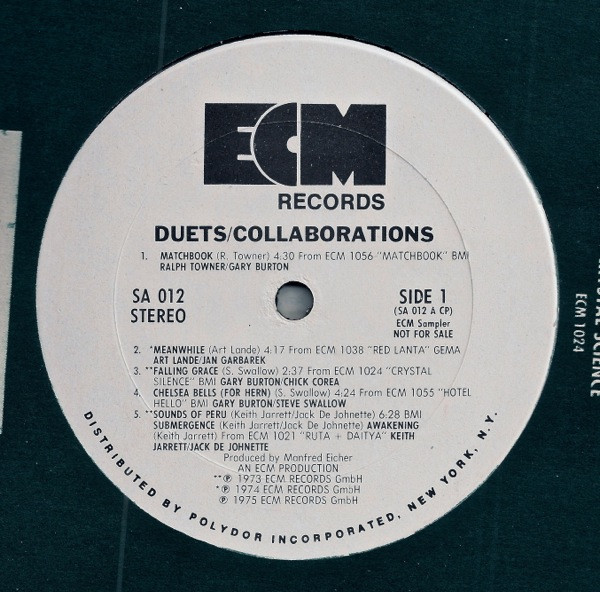 ECM
RECORDS
DUETS/COLLABORATIONS
1. MATCHBOOK (R. Towner) 4:30 From ECM 1056 "MATCHBOOK" BMI
RALPH TOWNER/GARY BURTON
SA 012
STEREO
SIDE 1
(SA 012 A CP)
ECM Sampler
NOT FOR SALE
2. *MEANWHILE (Art Lande) 4:17 From ECM 1038 "RED LANTA" GEMA
ART LANDE/JAN GARBAREK
3. **FALLING GRACE (S. Swallow) 2:37 From ECM 1024 "CRYSTAL
SILENCE" BMI GARY BURTON/CHICK COREA
4. CHELSEA BELLS (FOR HERN) (S. Swallow) 4:24 From ECM 1055 "HOTEL
HELLO" BMI GARY BURTON/STEVE SWALLOW
5. **SOUNDS OF PERU (Keith Jarrett/Jack De Johnette) 6:28 BMI
SUBMERGENCE (Keith Jarrett/Jack De Johnette) AWAKENING
(Keith Jarrett) From ECM 1021 "RUTA + DAITYA" KEITH
JARRETT/JACK DE JOHNETTE
Produced by Manfred Eicher
AN ECM PRODUCTION
**℗ 1973 ECM RECORDS GmbH
*℗ 1974 ECM RECORDS GmbH
℗ 1975 ECM RECORDS GmbH
DISTRIBUTED BY POLYDOR INCORPORATED, NEW YORK, N.Y.
ECM 1024